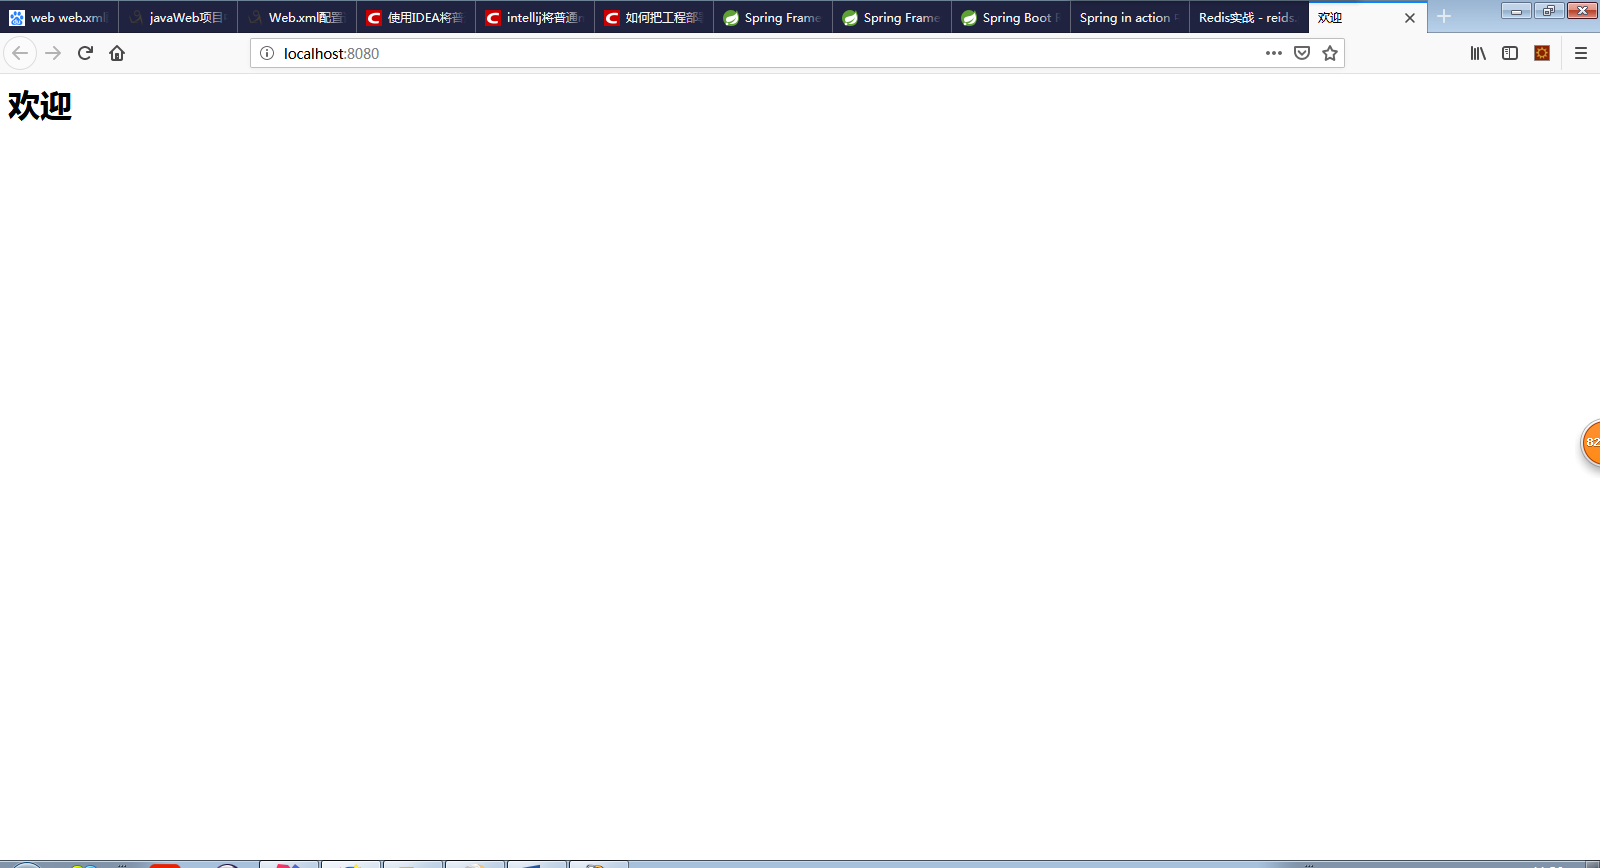 web web.xml
javaWeb项目
Web.xml配置
使用IDEA将普
intellij将普通
如何把工程部
Spring Frame
Spring Frame
Spring Boot
Spring in action
Redis实战 - reids.
欢迎
localhost:8080
欢迎
82